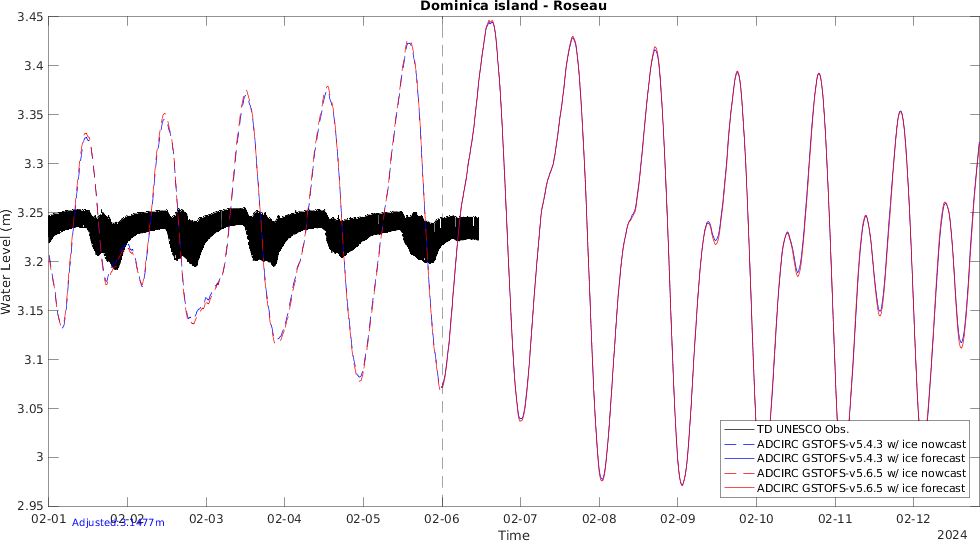 Dominica island - Roseau
3.45
3.4
3.35
3.3
3.25
3.2
3.15
3.1
3.05
3
2.95
Water Level (m)
TD UNESCO Obs.
ADCIRC GSTOFS-v5.4.3 w/ ice nowcast
ADCIRC GSTOFS-v5.4.3 w/ ice forecast
ADCIRC GSTOFS-v5.6.5 w/ ice nowcast
ADCIRC GSTOFS-v5.6.5 w/ ice forecast
02-01 02-02 02-03 02-04 02-05 02-06 02-07 02-08 02-09 02-10 02-11 02-12
Adjusted:3.1477m
Time
2024